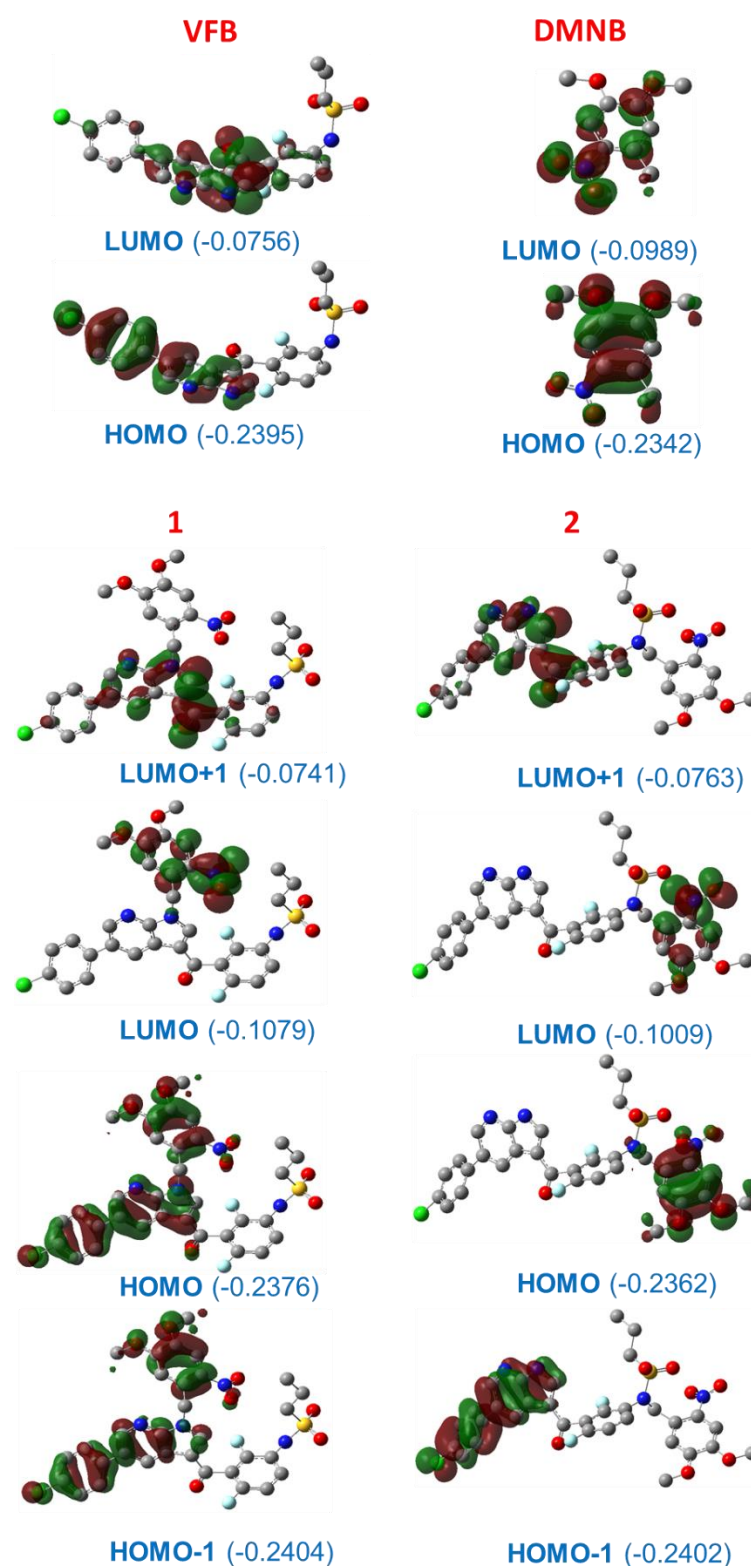 VFB DMNB
LUMO (-0.0756) LUMO (-0.0989)
HOMO (-0.2395) HOMO (-0.2342)
1 2
LUMO+1 (-0.0741) LUMO+1 (-0.0763)
LUMO (-0.1079) LUMO (-0.1009)
HOMO (-0.2376) HOMO (-0.2362)
HOMO-1 (-0.2404) HOMO-1 (-0.2402)